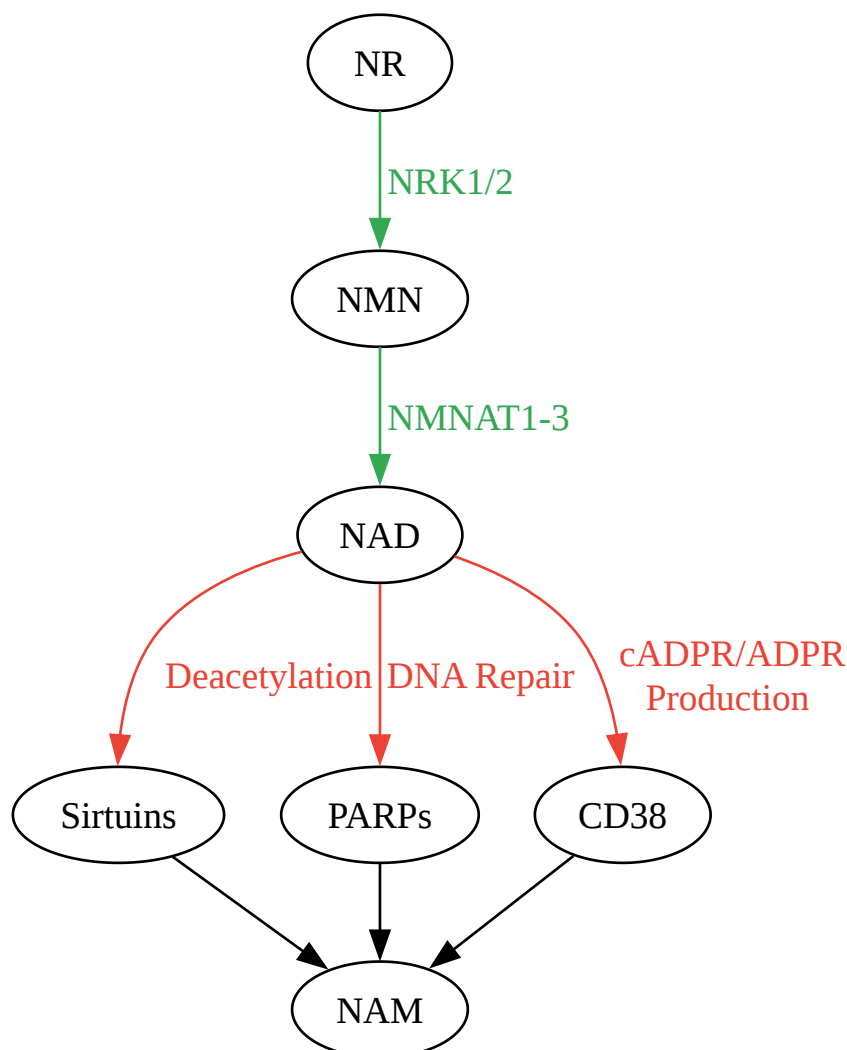 NR
NRK1/2
NMN
NMNAT1-3
NAD
Deacetylation
DNA Repair
cADPR/ADPR
Production
Sirtuins
PARPs
CD38
NAM